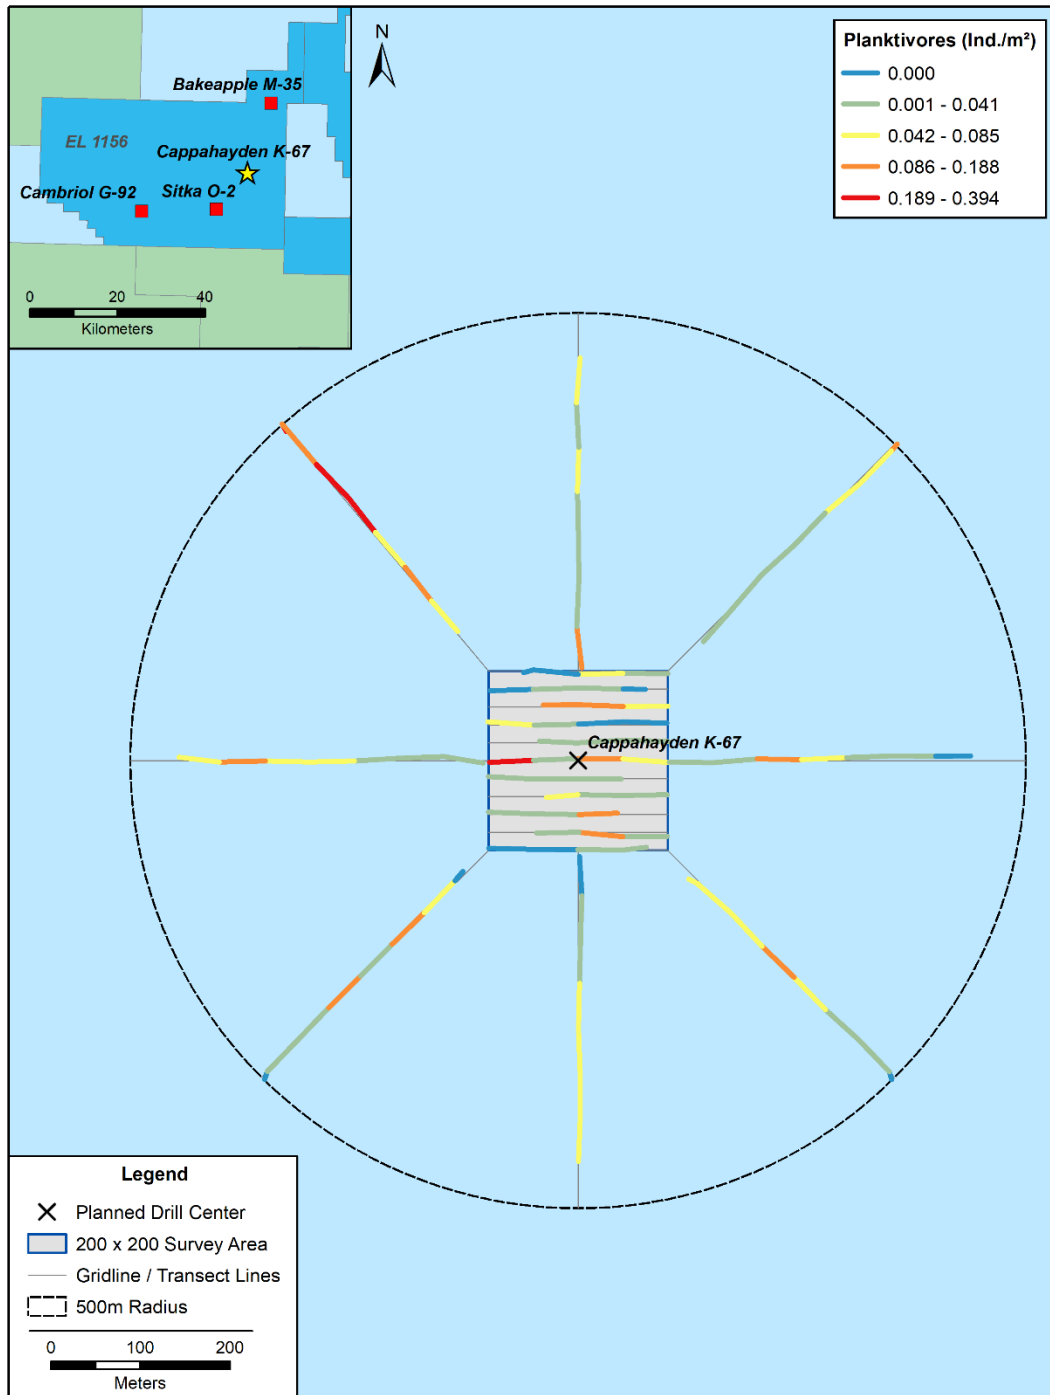 Bakeapple M-35
EL 1156
Cappahayden K-67
Cambriol G-92
Sitka O-2
0 20 40
Kilometers
N
Planktivores (Ind./m²)
0.000
0.001 - 0.041
0.042 - 0.085
0.086 - 0.188
0.189 - 0.394
Cappahayden K-67
Legend
Planned Drill Center
200 x 200 Survey Area
Gridline / Transect Lines
500m Radius
0 100 200
Meters